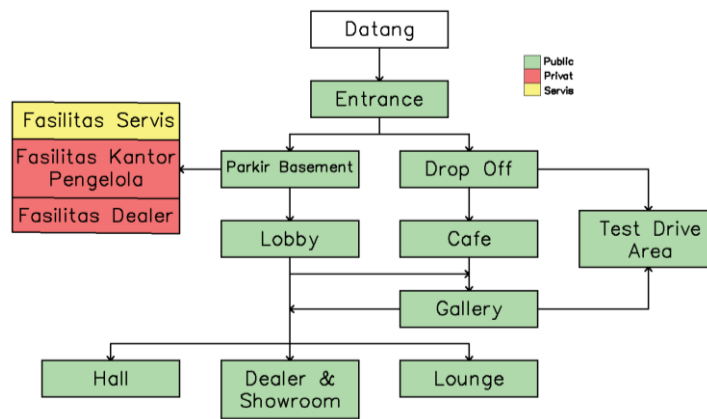 Datang
Public
Privat
Servis
Entrance
Fasilitas Servis
Fasilitas Kantor
Pengelola
Fasilitas Dealer
Parkir Basement
Drop Off
Lobby
Cafe
Test Drive
Area
Gallery
Hall
Dealer &
Showroom
Lounge